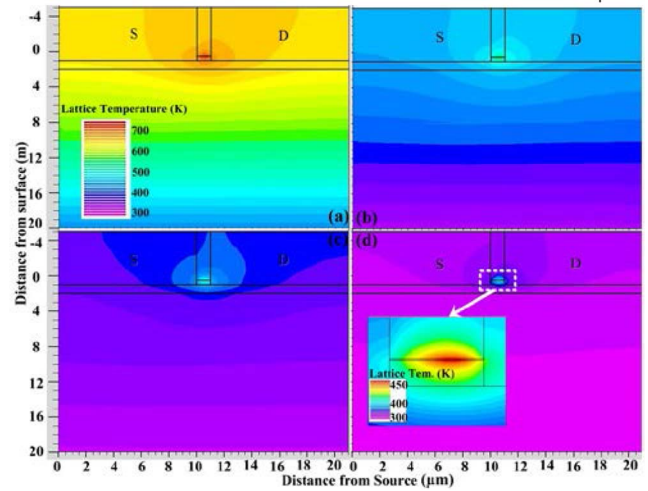 -4
0
4
8
12
16
20
S
D
Lattice Temperature (K)
700
600
500
400
300
(a)
S
D
(b)
-4
0
4
8
12
16
20
S
D
(c)
S
D
(d)
Lattice Tem. (K)
450
400
300
Distance from surface (m)
0 2 4 6 8 10 12 14 16 18 20
0 2 4 6 8 10 12 14 16 18 20
Distance from Source (µm)